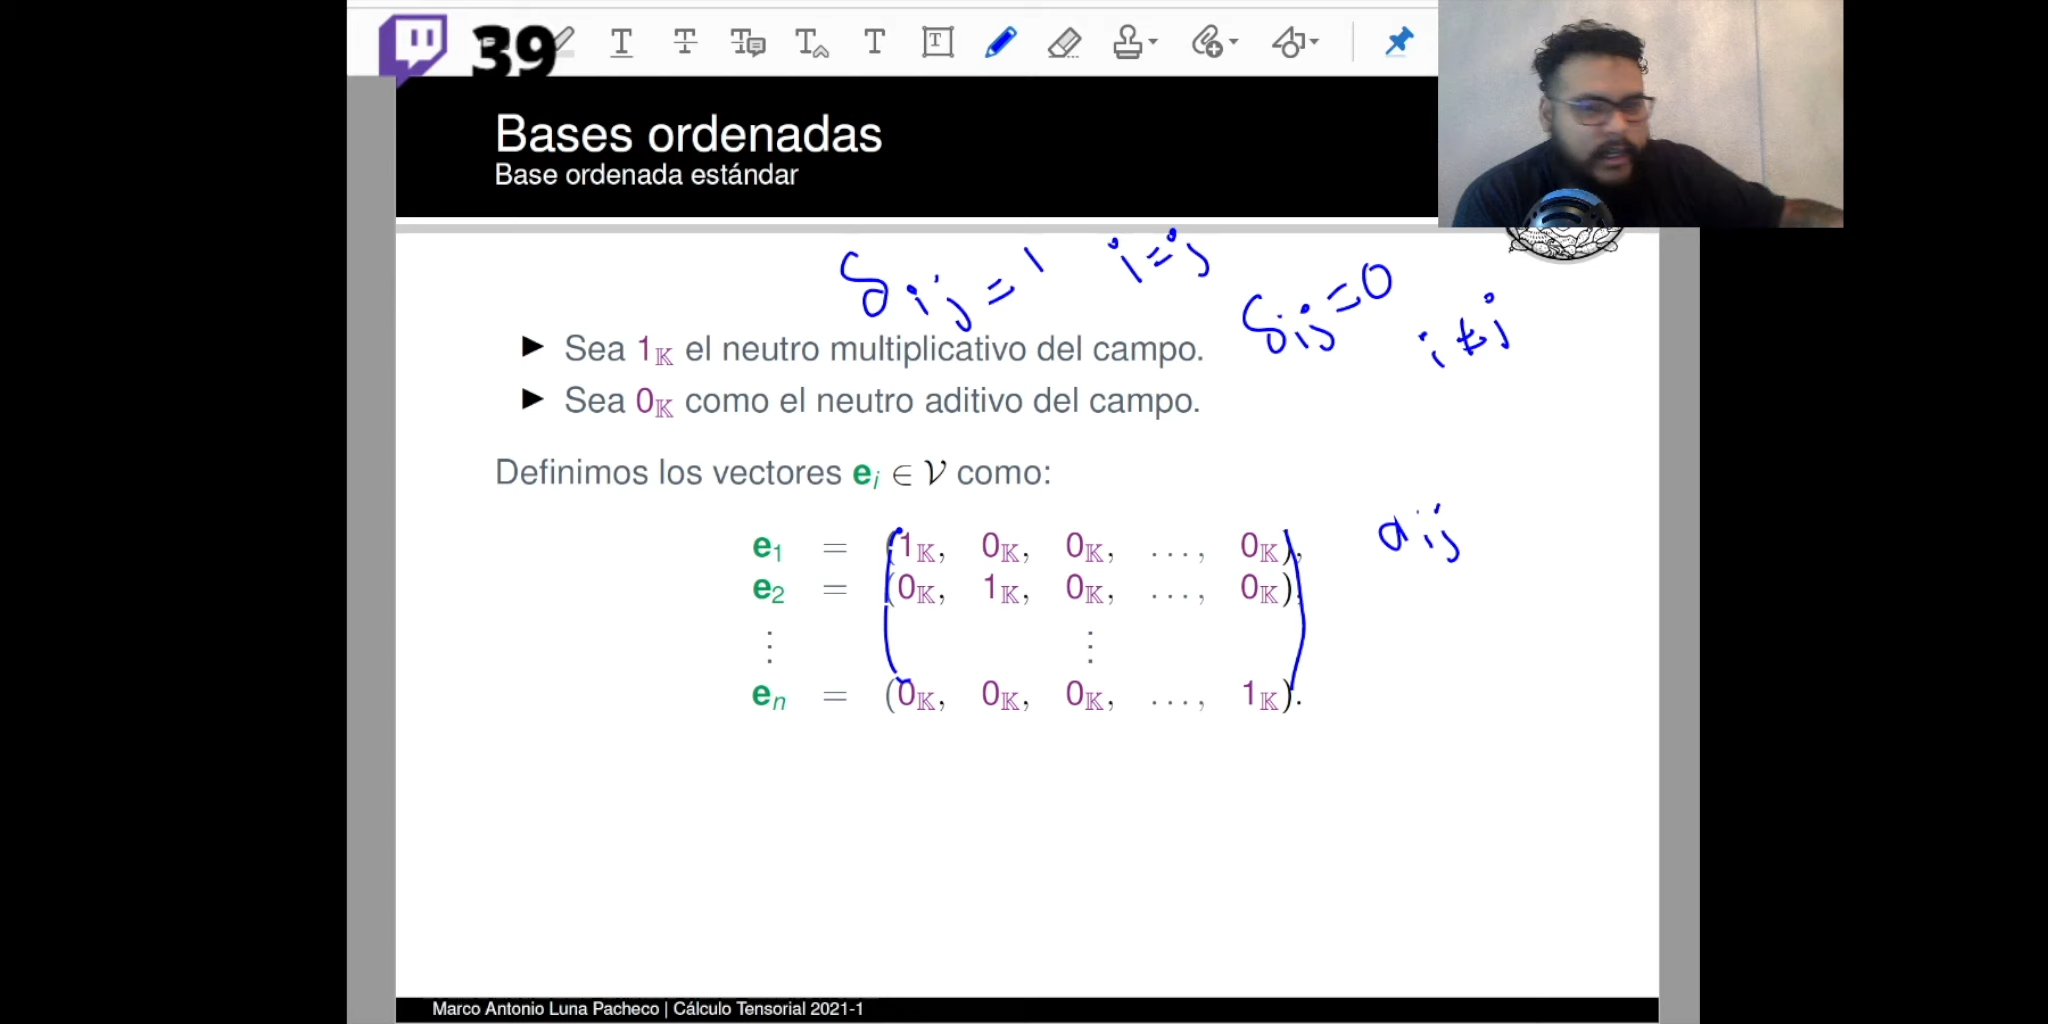 39
Bases ordenadas
Base ordenada estándar
δij = 1 i = j
δij = 0 i ≠ j
► Sea 1𝕂 el neutro multiplicativo del campo.
► Sea 0𝕂 como el neutro aditivo del campo.
Definimos los vectores eᵢ ∈ 𝒱 como:
e₁ = (1𝕂, 0𝕂, 0𝕂, ..., 0𝕂),
aij
e₂ = (0𝕂, 1𝕂, 0𝕂, ..., 0𝕂),
⋮ ⋮
eₙ = (0𝕂, 0𝕂, 0𝕂, ..., 1𝕂).
Marco Antonio Luna Pacheco | Cálculo Tensorial 2021-1